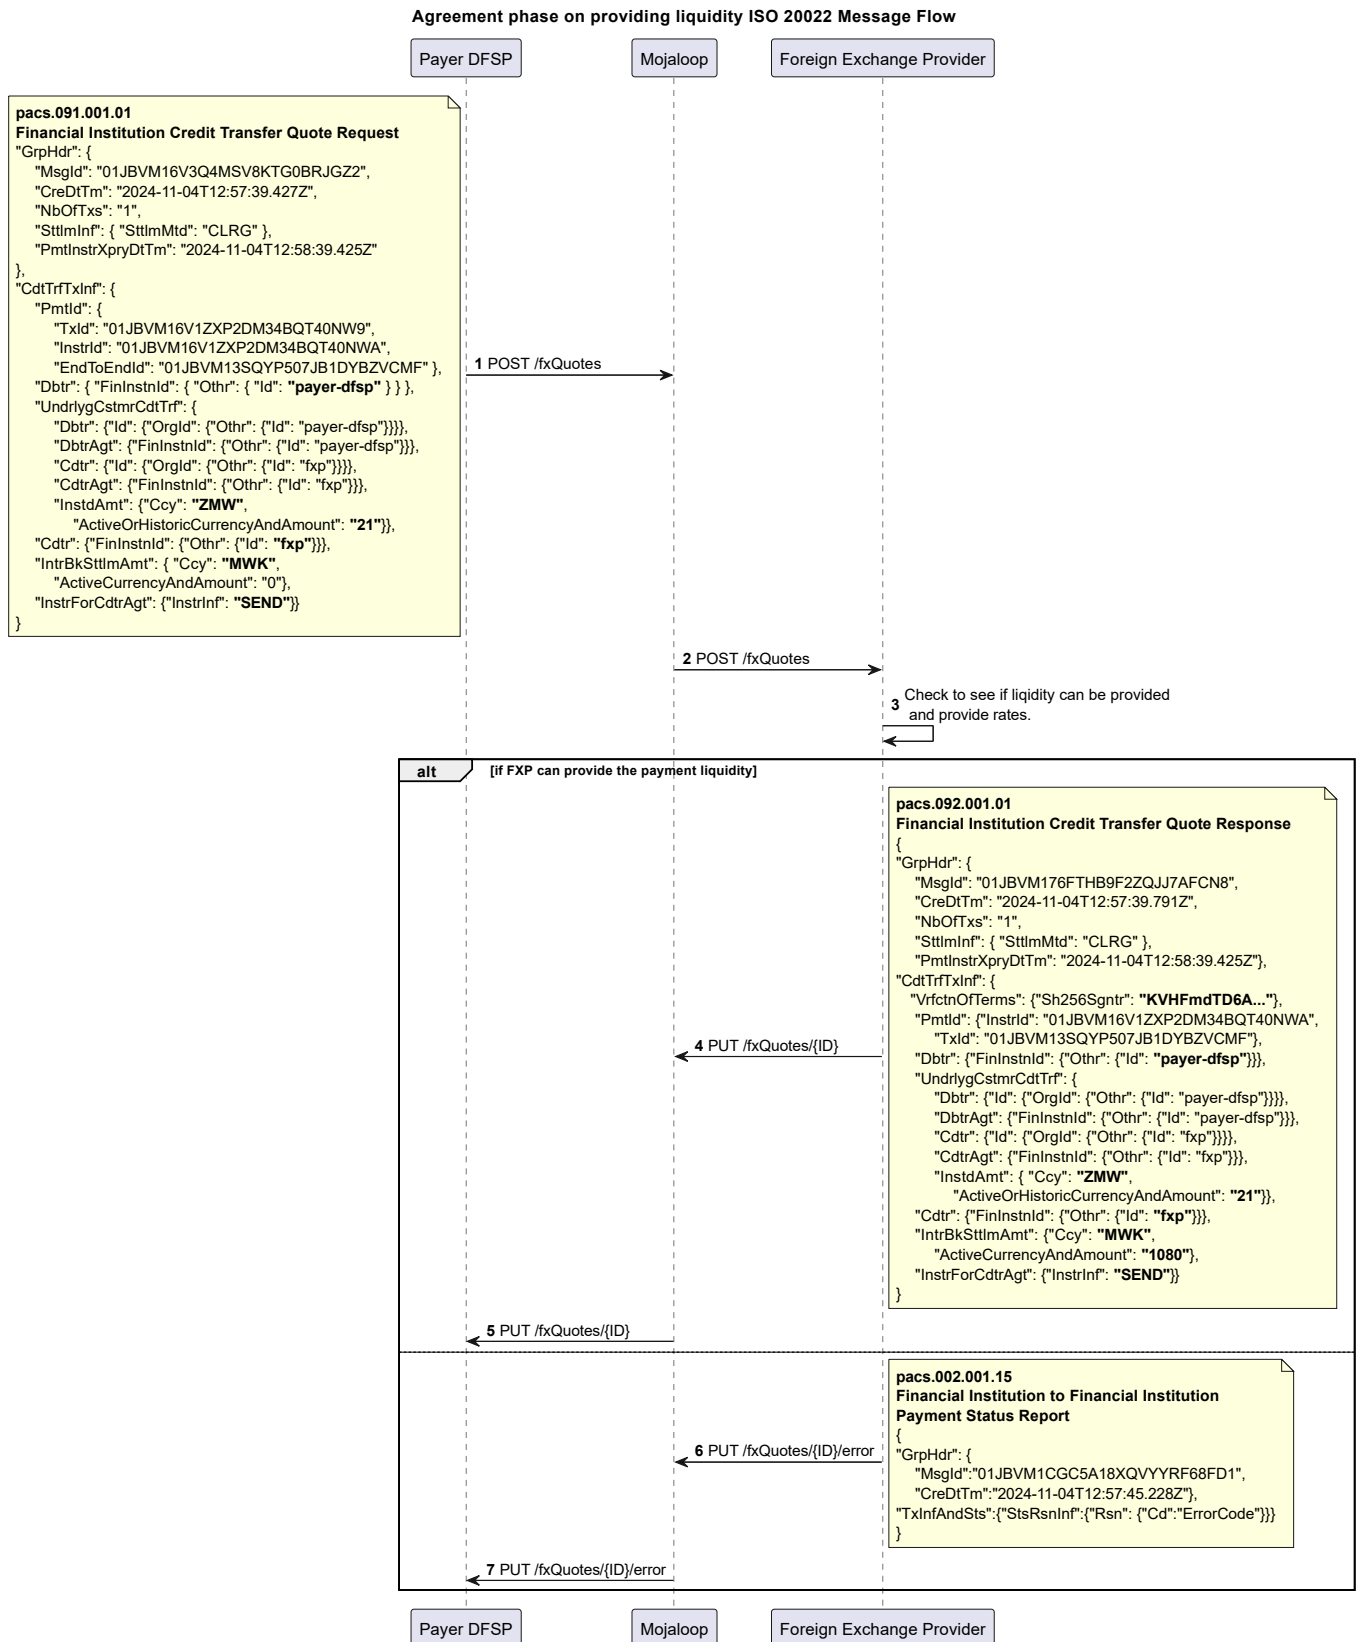 Agreement phase on providing liquidity ISO 20022 Message Flow
Payer DFSP
Mojaloop
Foreign Exchange Provider
pacs.091.001.01
Financial Institution Credit Transfer Quote Request
"GrpHdr": {
"MsgId": "01JBVM16V3Q4MSV8KTG0BRJGZ2",
"CreDtTm": "2024-11-04T12:57:39.427Z",
"NbOfTxs": "1",
"SttlmInf": { "SttlmMtd": "CLRG" },
"PmtInstrXpryDtTm": "2024-11-04T12:58:39.425Z"
},
"CdtTrfTxInf": {
"PmtId": {
"TxId": "01JBVM16V1ZXP2DM34BQT40NW9",
"InstrId": "01JBVM16V1ZXP2DM34BQT40NWA",
"EndToEndId": "01JBVM13SQYP507JB1DYBZVCMF" },
"Dbtr": { "FinInstnId": { "Othr": { "Id": "payer-dfsp" } } },
"UndrlygCstmrCdtTrf": {
"Dbtr": {"Id": {"OrgId": {"Othr": {"Id": "payer-dfsp"}}}},
"DbtrAgt": {"FinInstnId": {"Othr": {"Id": "payer-dfsp"}}},
"Cdtr": {"Id": {"OrgId": {"Othr": {"Id": "fxp"}}}},
"CdtrAgt": {"FinInstnId": {"Othr": {"Id": "fxp"}}},
"InstdAmt": {"Ccy": "ZMW",
"ActiveOrHistoricCurrencyAndAmount": "21"}},
"Cdtr": {"FinInstnId": {"Othr": {"Id": "fxp"}}},
"IntrBkSttlmAmt": { "Ccy": "MWK",
"ActiveCurrencyAndAmount": "0"},
"InstrForCdtrAgt": {"InstrInf": "SEND"}}
}
1 POST /fxQuotes
2 POST /fxQuotes
3 Check to see if liqidity can be provided
and provide rates.
alt [if FXP can provide the payment liquidity]
pacs.092.001.01
Financial Institution Credit Transfer Quote Response
{
"GrpHdr": {
"MsgId": "01JBVM176FTHB9F2ZQJJ7AFCN8",
"CreDtTm": "2024-11-04T12:57:39.791Z",
"NbOfTxs": "1",
"SttlmInf": { "SttlmMtd": "CLRG" },
"PmtInstrXpryDtTm": "2024-11-04T12:58:39.425Z"},
"CdtTrfTxInf": {
"VrfctnOfTerms": {"Sh256Sgntr": "KVHFmdTD6A..."},
"PmtId": {"InstrId": "01JBVM16V1ZXP2DM34BQT40NWA",
"TxId": "01JBVM13SQYP507JB1DYBZVCMF"},
"Dbtr": {"FinInstnId": {"Othr": {"Id": "payer-dfsp"}}},
"UndrlygCstmrCdtTrf": {
"Dbtr": {"Id": {"OrgId": {"Othr": {"Id": "payer-dfsp"}}}},
"DbtrAgt": {"FinInstnId": {"Othr": {"Id": "payer-dfsp"}}},
"Cdtr": {"Id": {"OrgId": {"Othr": {"Id": "fxp"}}}},
"CdtrAgt": {"FinInstnId": {"Othr": {"Id": "fxp"}}},
"InstdAmt": { "Ccy": "ZMW",
"ActiveOrHistoricCurrencyAndAmount": "21"}},
"Cdtr": {"FinInstnId": {"Othr": {"Id": "fxp"}}},
"IntrBkSttlmAmt": {"Ccy": "MWK",
"ActiveCurrencyAndAmount": "1080"},
"InstrForCdtrAgt": {"InstrInf": "SEND"}}
}
4 PUT /fxQuotes/{ID}
5 PUT /fxQuotes/{ID}
pacs.002.001.15
Financial Institution to Financial Institution
Payment Status Report
{
"GrpHdr": {
"MsgId":"01JBVM1CGC5A18XQVYYRF68FD1",
"CreDtTm":"2024-11-04T12:57:45.228Z"},
"TxInfAndSts":{"StsRsnInf":{"Rsn": {"Cd":"ErrorCode"}}}
}
6 PUT /fxQuotes/{ID}/error
7 PUT /fxQuotes/{ID}/error
Payer DFSP
Mojaloop
Foreign Exchange Provider